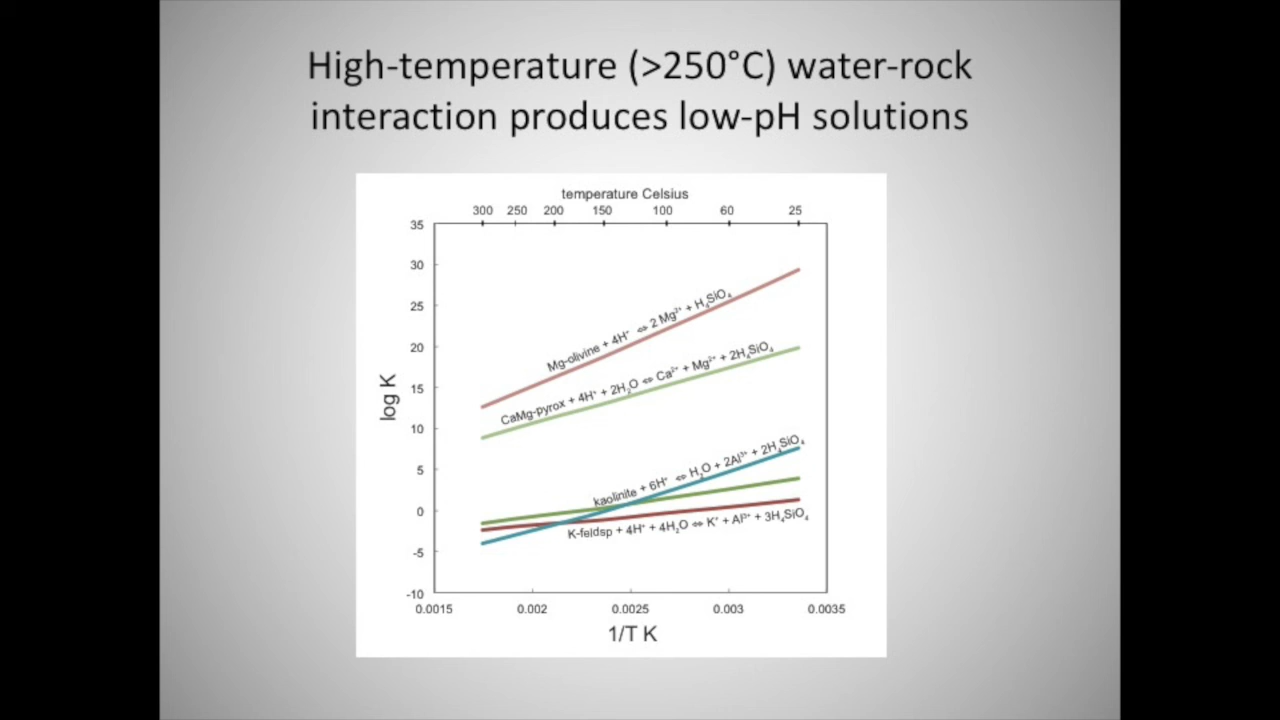 High-temperature (>250°C) water-rock
interaction produces low-pH solutions
temperature Celsius
300 250 200 150 100 60 25
35
30
25
20
15
10
5
0
-5
-10
log K
Mg-olivine + 4H⁺ ⇔ 2 Mg²⁺ + H₄SiO₄
CaMg-pyrox + 4H⁺ + 2H₂O ⇔ Ca²⁺ + Mg²⁺ + 2H₄SiO₄
kaolinite + 6H⁺ ⇔ H₂O + 2Al³⁺ + 2H₄SiO₄
K-feldsp + 4H⁺ + 4H₂O ⇔ K⁺ + Al³⁺ + 3H₄SiO₄
0.0015 0.002 0.0025 0.003 0.0035
1/T K